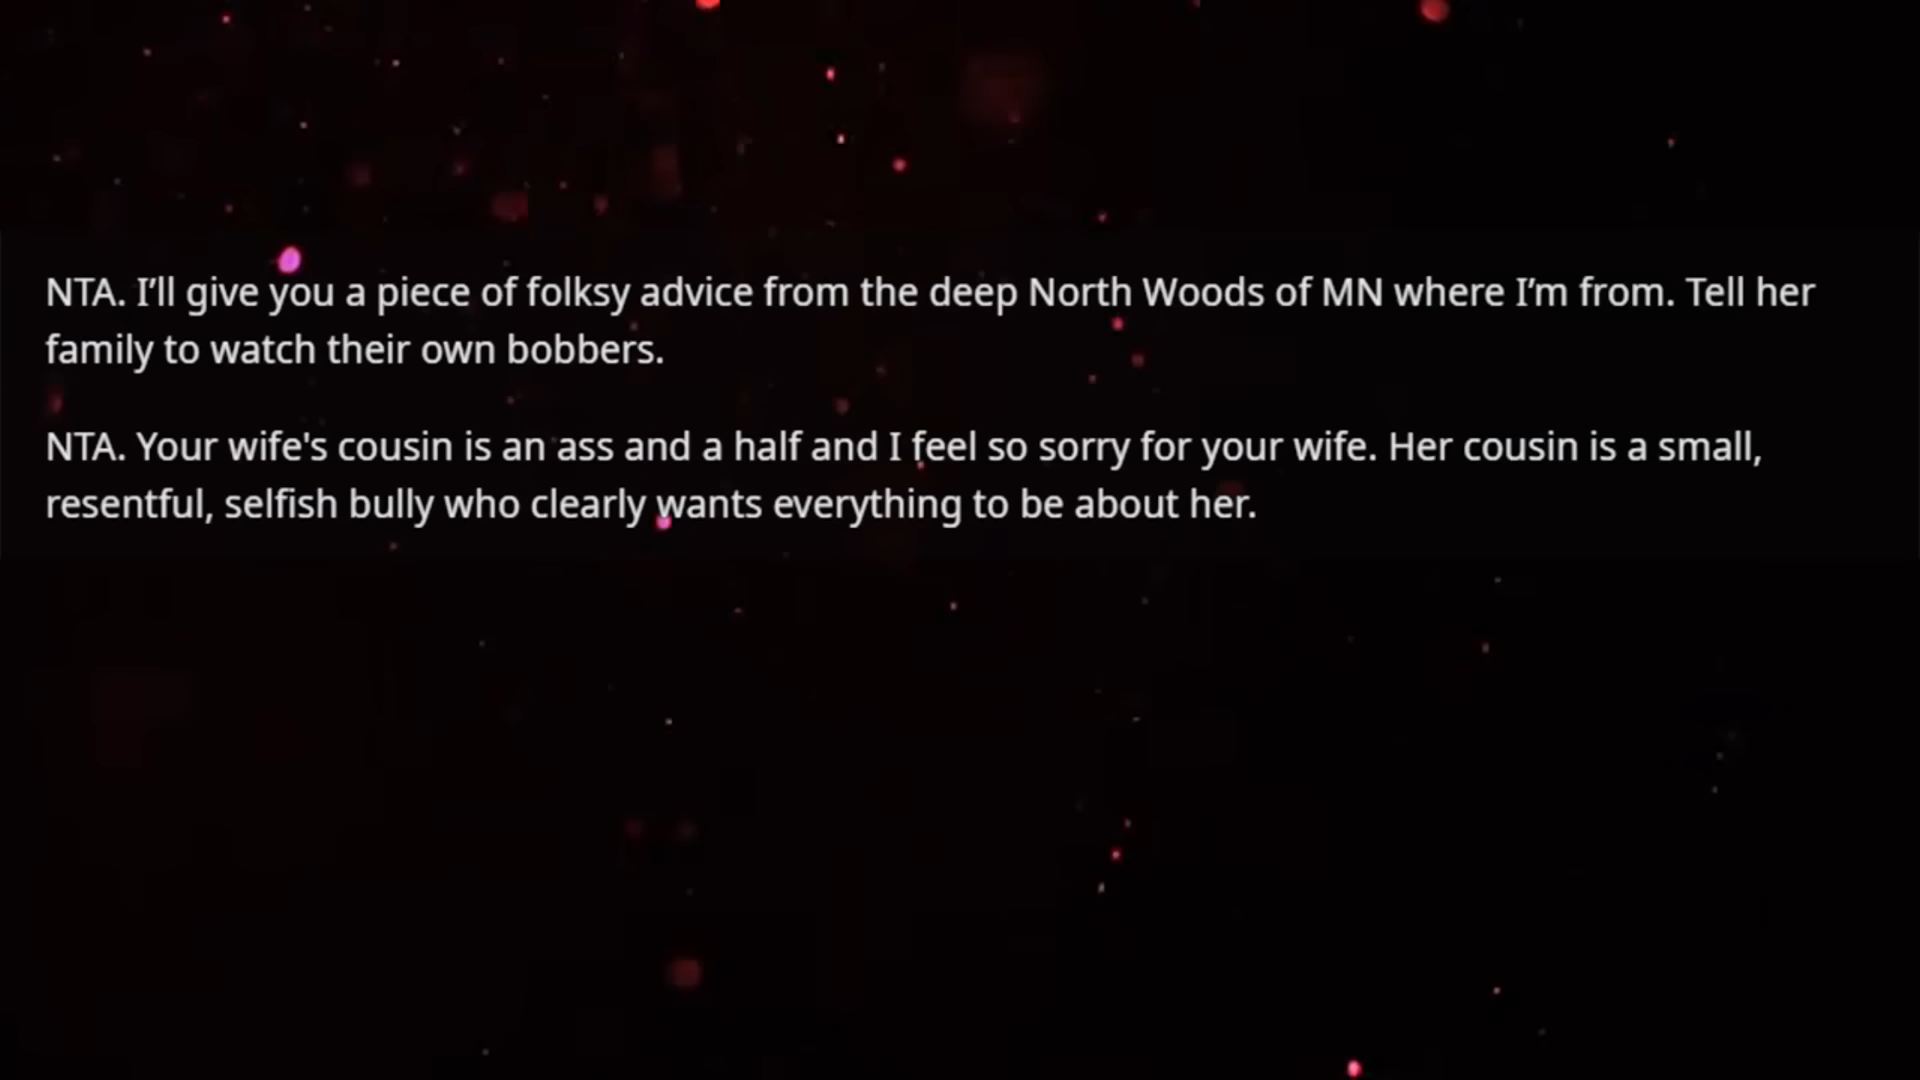 NTA. I’ll give you a piece of folksy advice from the deep North Woods of MN where I’m from. Tell her
family to watch their own bobbers.
NTA. Your wife's cousin is an ass and a half and I feel so sorry for your wife. Her cousin is a small,
resentful, selfish bully who clearly wants everything to be about her.